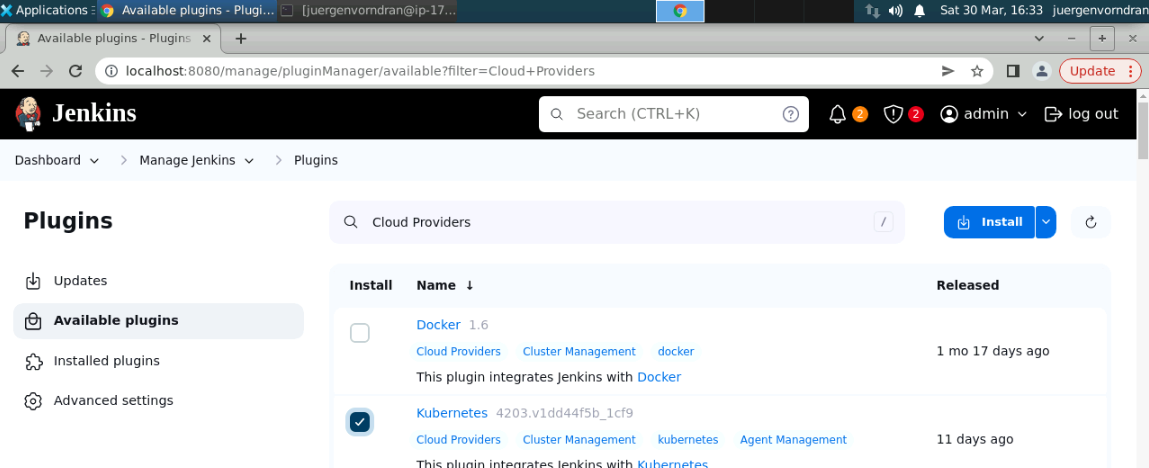 Applications
Available plugins - Plugi...
[juergenvorndran@ip-17...
Sat 30 Mar, 16:33
juergenvorndran
Available plugins - Plugins
localhost:8080/manage/pluginManager/available?filter=Cloud+Providers
Update
Jenkins
Search (CTRL+K)
2
2
admin
log out
Dashboard
Manage Jenkins
Plugins
Plugins
Cloud Providers
/
Install
Updates
Available plugins
Installed plugins
Advanced settings
Install Name ↓ Released
Docker 1.6
Cloud Providers Cluster Management docker
1 mo 17 days ago
This plugin integrates Jenkins with Docker
Kubernetes 4203.v1dd44f5b_1cf9
Cloud Providers Cluster Management kubernetes Agent Management
11 days ago
This plugin integrates Jenkins with Kubernetes